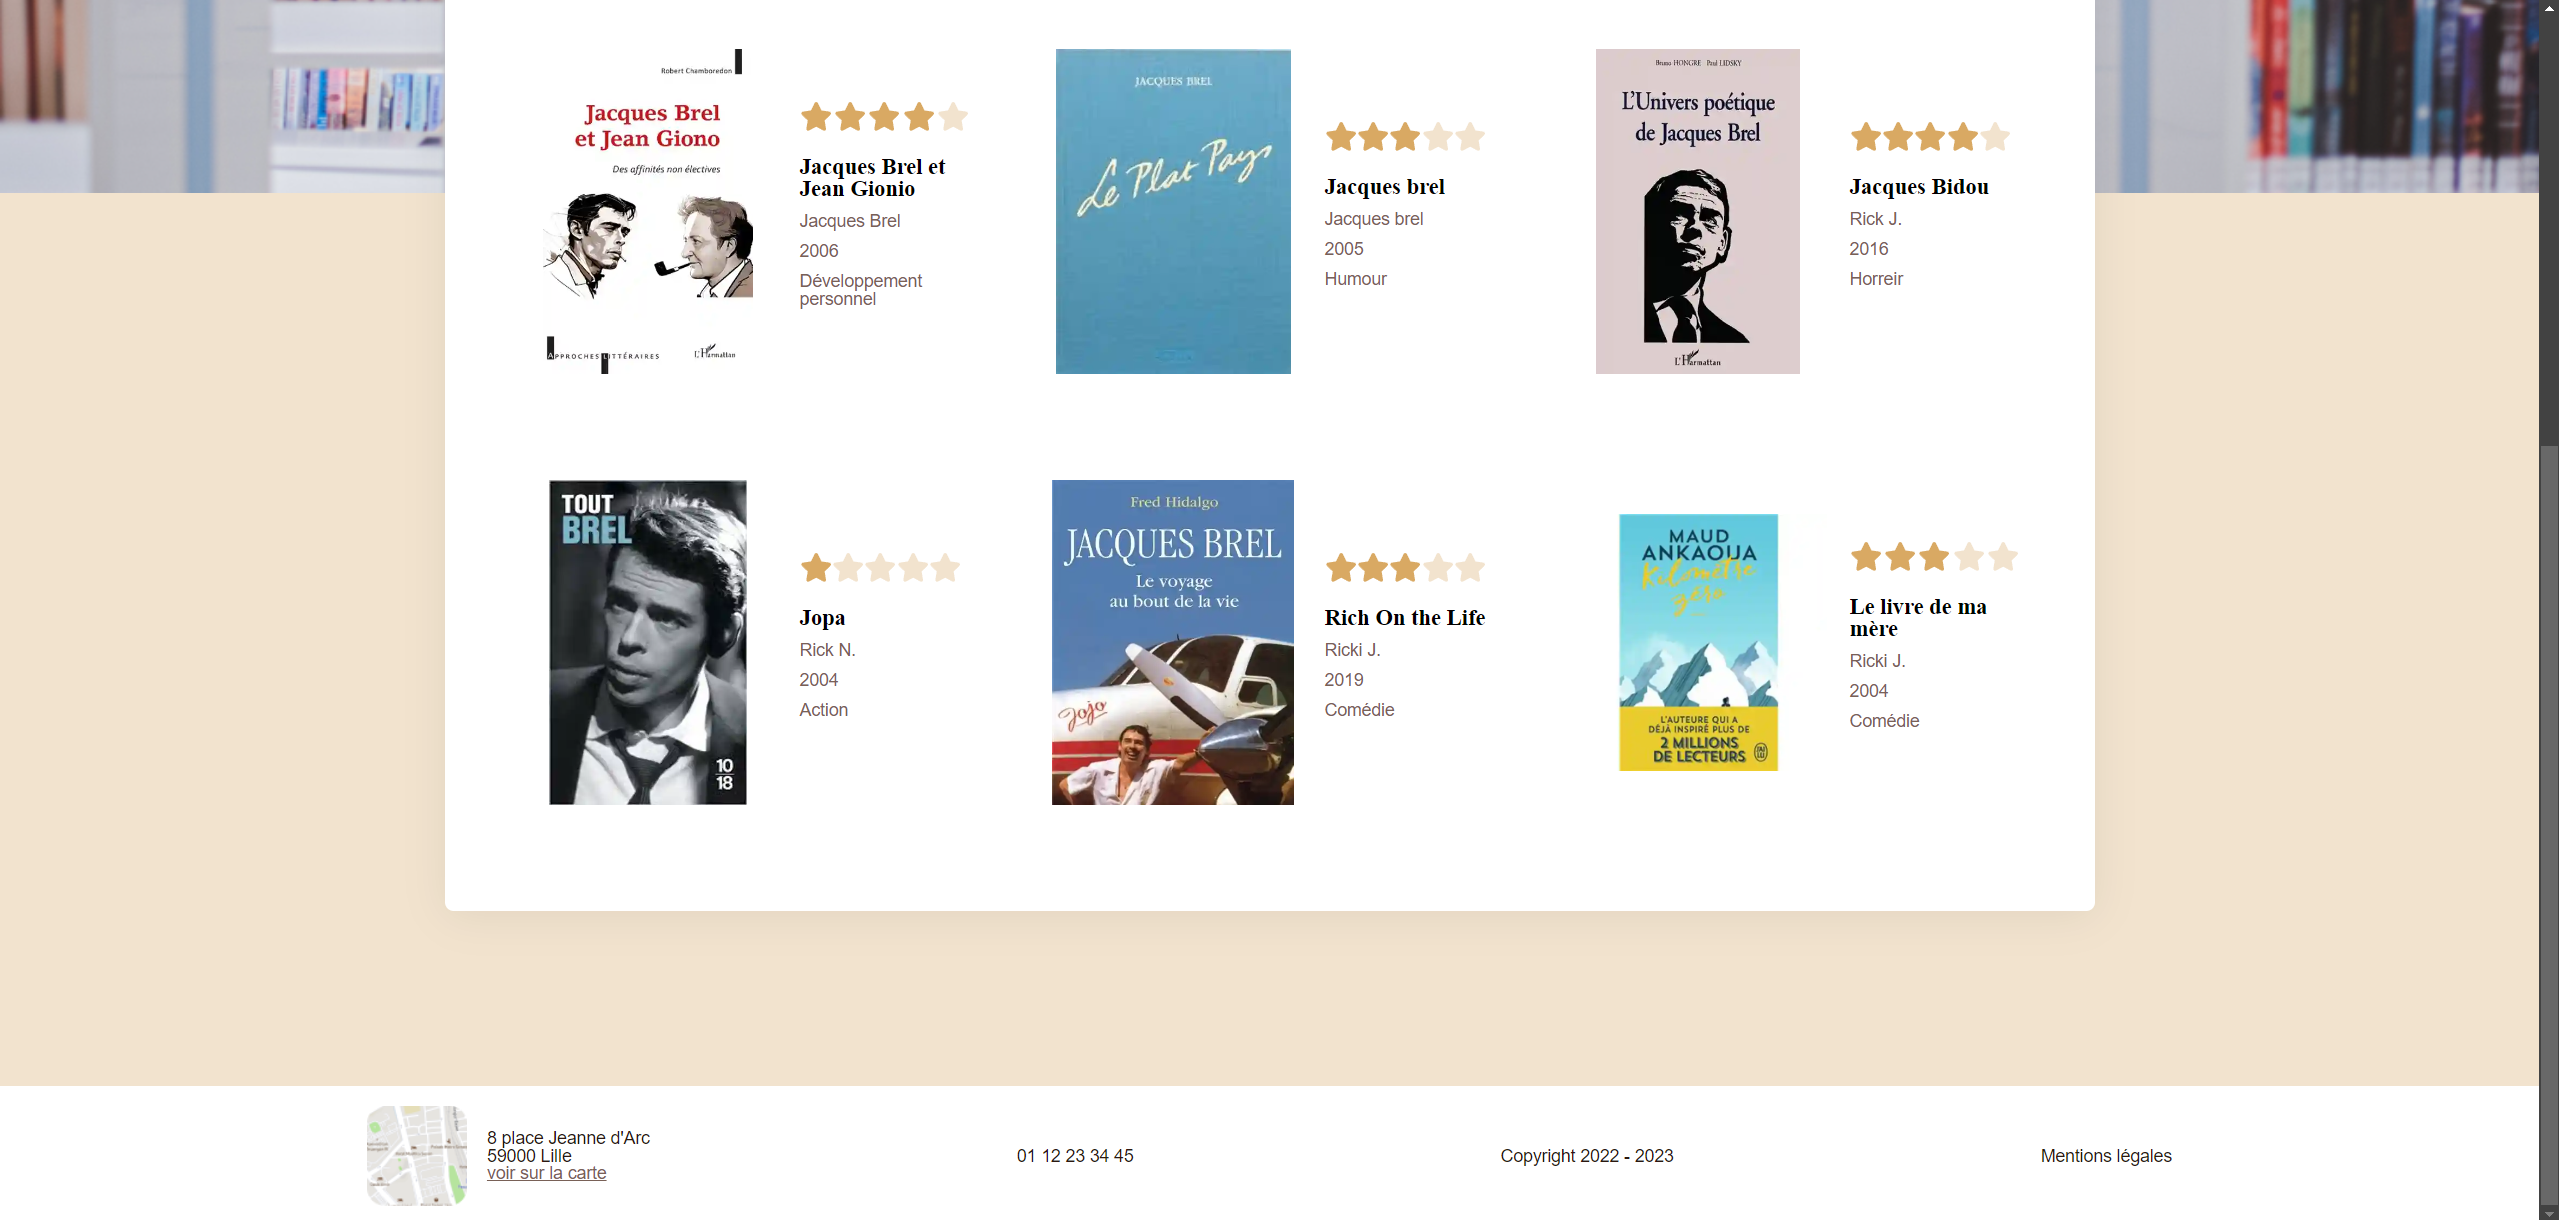 Robert Chamboredon
Jacques Brel
et Jean Giono
Des affinités non électives
APPROCHES LITTÉRAIRES
L'Harmattan
Jacques Brel et
Jean Gionio
Jacques Brel
2006
Développement
personnel
JACQUES BREL
Le Plat Pays
Jacques brel
Jacques brel
2005
Humour
Bruno HONGRE Paul LIDSKY
L'Univers poétique
de Jacques Brel
L'Harmattan
Jacques Bidou
Rick J.
2016
Horreir
TOUT
BREL
10
18
Jopa
Rick N.
2004
Action
Fred Hidalgo
JACQUES BREL
Le voyage
au bout de la vie
Jojo
Rich On the Life
Ricki J.
2019
Comédie
MAUD
ANKAOUA
Kilomètre
zéro
L'AUTEURE QUI A
DÉJÀ INSPIRÉ PLUS DE
2 MILLIONS
DE LECTEURS
J'AI LU
Le livre de ma
mère
Ricki J.
2004
Comédie
8 place Jeanne d'Arc
59000 Lille
voir sur la carte
01 12 23 34 45
Copyright 2022 - 2023
Mentions légales